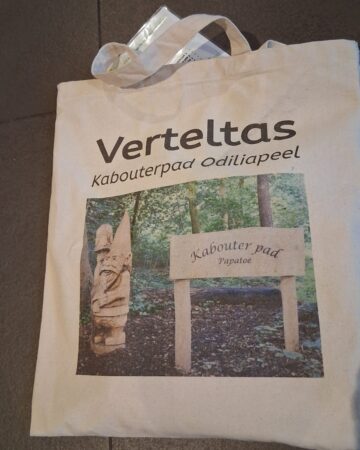 Verteltas
Kabouterpad Odiliapeel
Kabouter pad
Papatoe